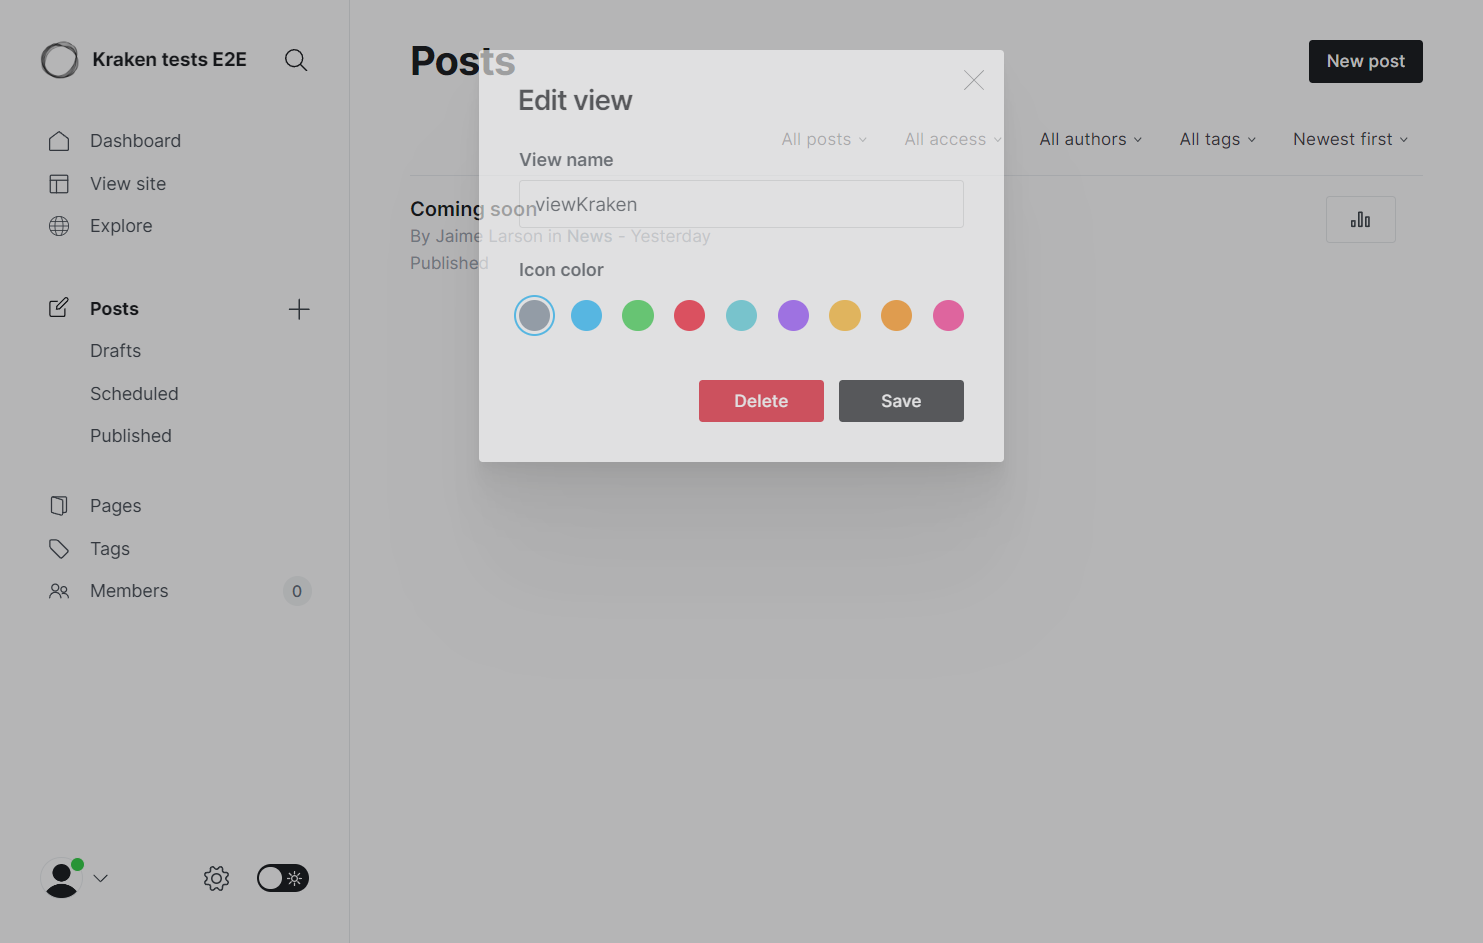 Kraken tests E2E
Dashboard
View site
Explore
Posts
Drafts
Scheduled
Published
Pages
Tags
Members 0
Posts
New post
All posts All access All authors All tags Newest first
Coming soon
By Jaime Larson in News - Yesterday
Published
Edit view
View name
viewKraken
Icon color
Delete Save